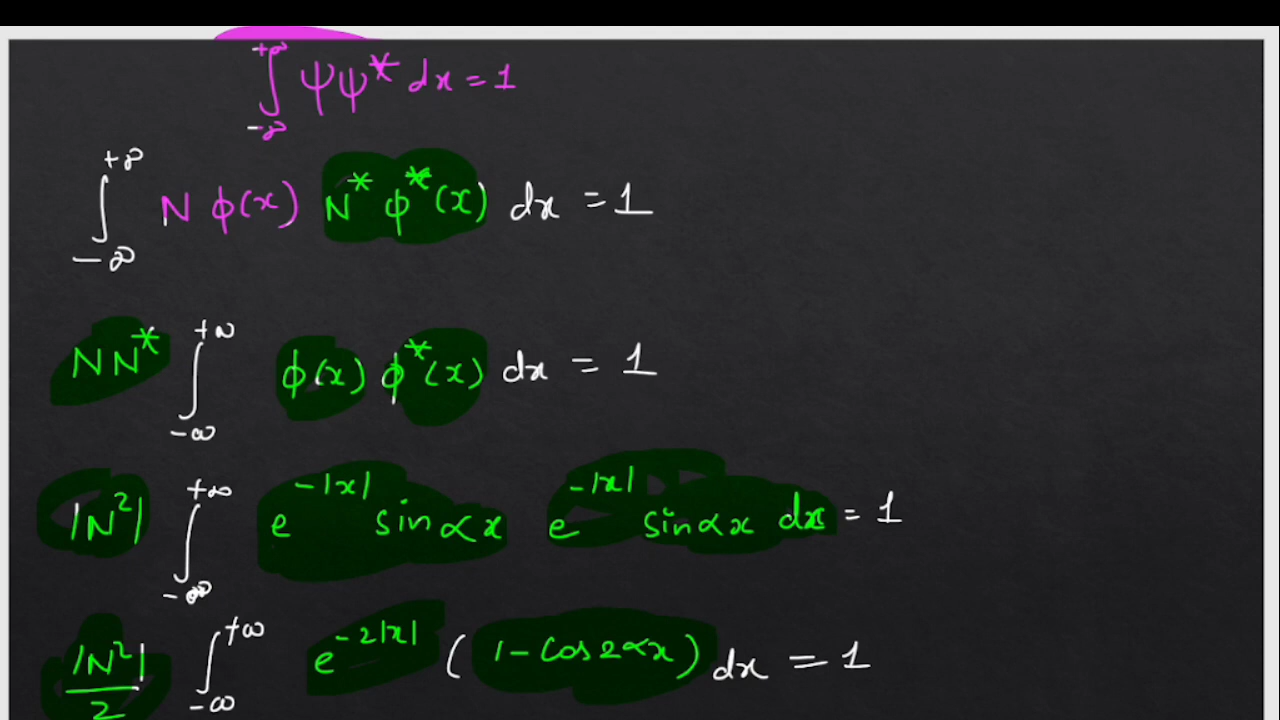 ∫_{-∞}^{+∞} ψψ* dx = 1
∫_{-∞}^{+∞} N ϕ(x) N* ϕ*(x) dx = 1
NN* ∫_{-∞}^{+∞} ϕ(x) ϕ*(x) dx = 1
|N²| ∫_{-∞}^{+∞} e^{-|x|} sin αx e^{-|x|} sin αx dx = 1
|N²|/2 ∫_{-∞}^{+∞} e^{-2|x|} (1 - cos 2αx) dx = 1